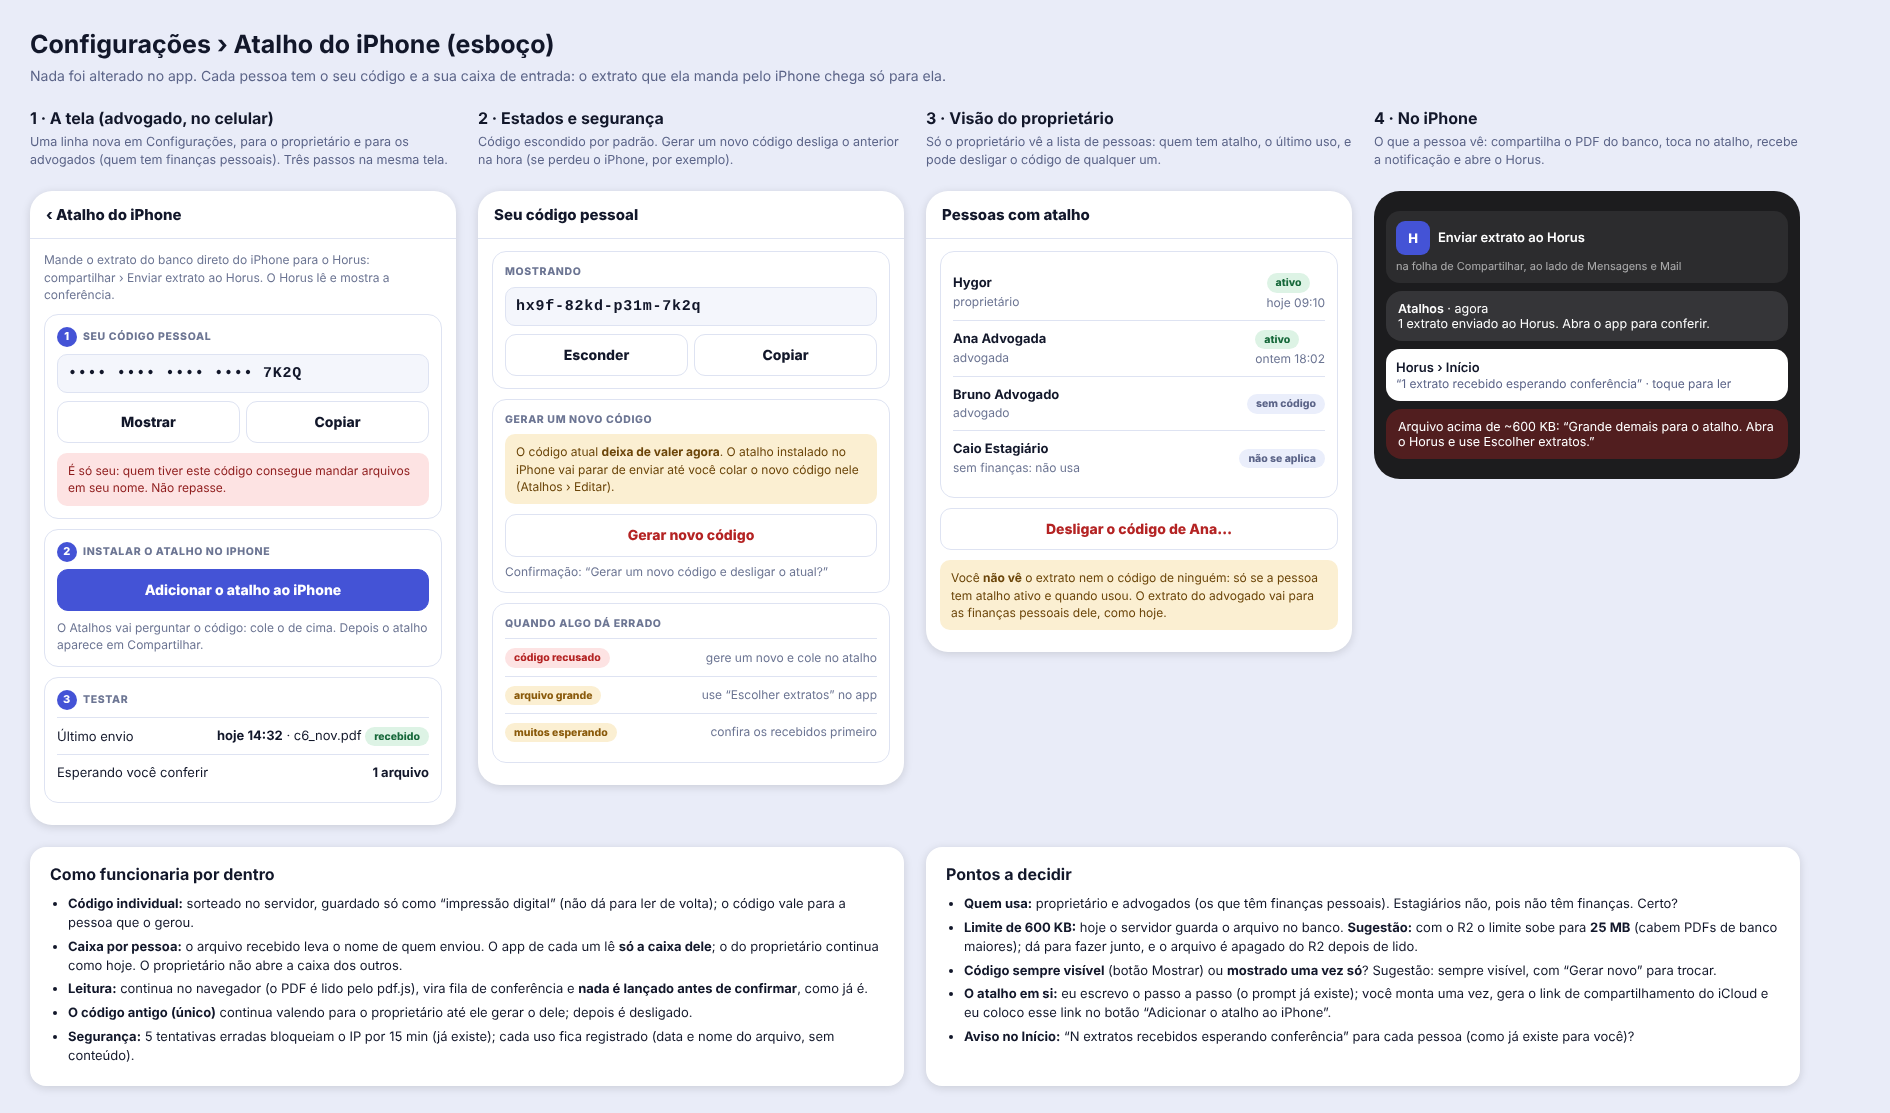 Configurações › Atalho do iPhone (esboço)
Nada foi alterado no app. Cada pessoa tem o seu código e a sua caixa de entrada: o extrato que ela manda pelo iPhone chega só para ela.
1 · A tela (advogado, no celular)
Uma linha nova em Configurações, para o proprietário e para os
advogados (quem tem finanças pessoais). Três passos na mesma tela.
‹ Atalho do iPhone
Mande o extrato do banco direto do iPhone para o Horus:
compartilhar › Enviar extrato ao Horus. O Horus lê e mostra a
conferência.
1 SEU CÓDIGO PESSOAL
•••• •••• •••• •••• 7K2Q
Mostrar Copiar
É só seu: quem tiver este código consegue mandar arquivos
em seu nome. Não repasse.
2 INSTALAR O ATALHO NO IPHONE
Adicionar o atalho ao iPhone
O Atalhos vai perguntar o código: cole o de cima. Depois o atalho
aparece em Compartilhar.
3 TESTAR
Último envio hoje 14:32 · c6_nov.pdf recebido
Esperando você conferir 1 arquivo
2 · Estados e segurança
Código escondido por padrão. Gerar um novo código desliga o anterior
na hora (se perdeu o iPhone, por exemplo).
Seu código pessoal
MOSTRANDO
hx9f-82kd-p31m-7k2q
Esconder Copiar
GERAR UM NOVO CÓDIGO
O código atual deixa de valer agora. O atalho instalado no
iPhone vai parar de enviar até você colar o novo código nele
(Atalhos › Editar).
Gerar novo código
Confirmação: “Gerar um novo código e desligar o atual?”
QUANDO ALGO DÁ ERRADO
código recusado gere um novo e cole no atalho
arquivo grande use “Escolher extratos” no app
muitos esperando confira os recebidos primeiro
3 · Visão do proprietário
Só o proprietário vê a lista de pessoas: quem tem atalho, o último uso, e
pode desligar o código de qualquer um.
Pessoas com atalho
Hygor ativo
proprietário hoje 09:10
Ana Advogada ativo
advogada ontem 18:02
Bruno Advogado
advogado
sem código
Caio Estagiário
sem finanças: não usa
não se aplica
Desligar o código de Ana…
Você não vê o extrato nem o código de ninguém: só se a pessoa
tem atalho ativo e quando usou. O extrato do advogado vai para
as finanças pessoais dele, como hoje.
4 · No iPhone
O que a pessoa vê: compartilha o PDF do banco, toca no atalho, recebe
a notificação e abre o Horus.
H Enviar extrato ao Horus
na folha de Compartilhar, ao lado de Mensagens e Mail
Atalhos · agora
1 extrato enviado ao Horus. Abra o app para conferir.
Horus › Início
“1 extrato recebido esperando conferência” · toque para ler
Arquivo acima de ~600 KB: “Grande demais para o atalho. Abra
o Horus e use Escolher extratos.”
Como funcionaria por dentro
• Código individual: sorteado no servidor, guardado só como “impressão digital” (não dá para ler de volta); o código vale para a
pessoa que o gerou.
• Caixa por pessoa: o arquivo recebido leva o nome de quem enviou. O app de cada um lê só a caixa dele; o do proprietário continua
como hoje. O proprietário não abre a caixa dos outros.
• Leitura: continua no navegador (o PDF é lido pelo pdf.js), vira fila de conferência e nada é lançado antes de confirmar, como já é.
• O código antigo (único) continua valendo para o proprietário até ele gerar o dele; depois é desligado.
• Segurança: 5 tentativas erradas bloqueiam o IP por 15 min (já existe); cada uso fica registrado (data e nome do arquivo, sem
conteúdo).
Pontos a decidir
• Quem usa: proprietário e advogados (os que têm finanças pessoais). Estagiários não, pois não têm finanças. Certo?
• Limite de 600 KB: hoje o servidor guarda o arquivo no banco. Sugestão: com o R2 o limite sobe para 25 MB (cabem PDFs de banco
maiores); dá para fazer junto, e o arquivo é apagado do R2 depois de lido.
• Código sempre visível (botão Mostrar) ou mostrado uma vez só? Sugestão: sempre visível, com “Gerar novo” para trocar.
• O atalho em si: eu escrevo o passo a passo (o prompt já existe); você monta uma vez, gera o link de compartilhamento do iCloud e
eu coloco esse link no botão “Adicionar o atalho ao iPhone”.
• Aviso no Início: “N extratos recebidos esperando conferência” para cada pessoa (como já existe para você)?